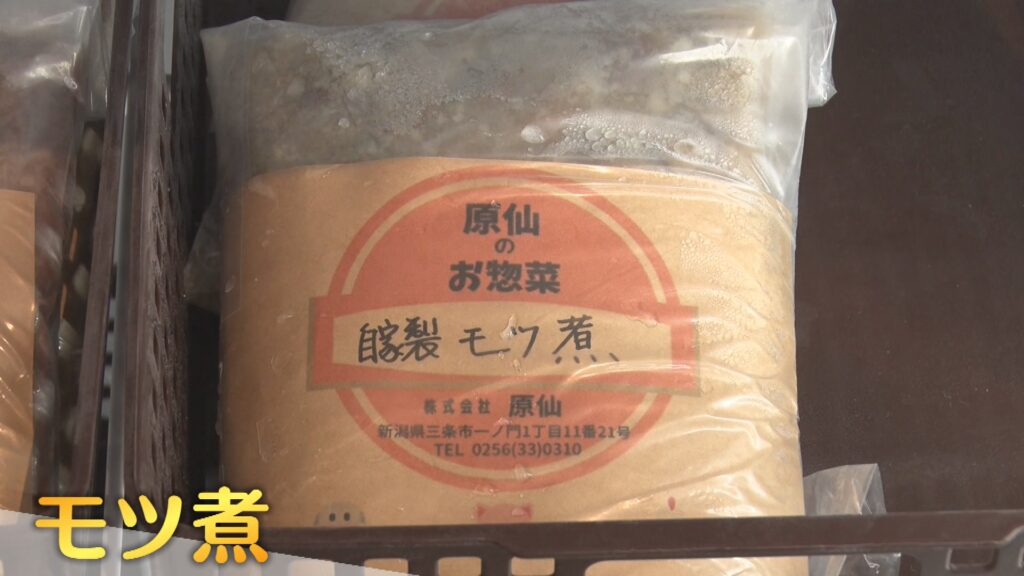 原仙
の
お惣菜
自家製 モツ煮
株式会社 原仙
新潟県三条市一ノ門1丁目11番21号
TEL 0256(33)0310
モツ煮